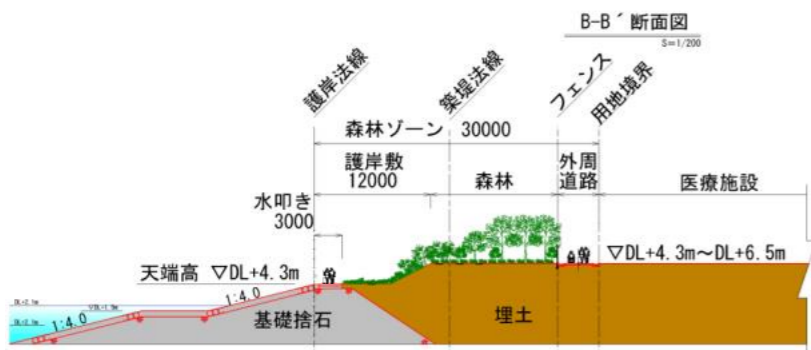 B-B´断面図
S=1/200
護岸法線
築堤法線
フェンス
用地境界
森林ゾーン 30000
護岸敷
12000
森林
外周
道路
医療施設
水叩き
3000
天端高 ▽DL+4.3m
▽DL+4.3m～DL+6.5m
1:4.0
1:4.0
基礎捨石
埋土